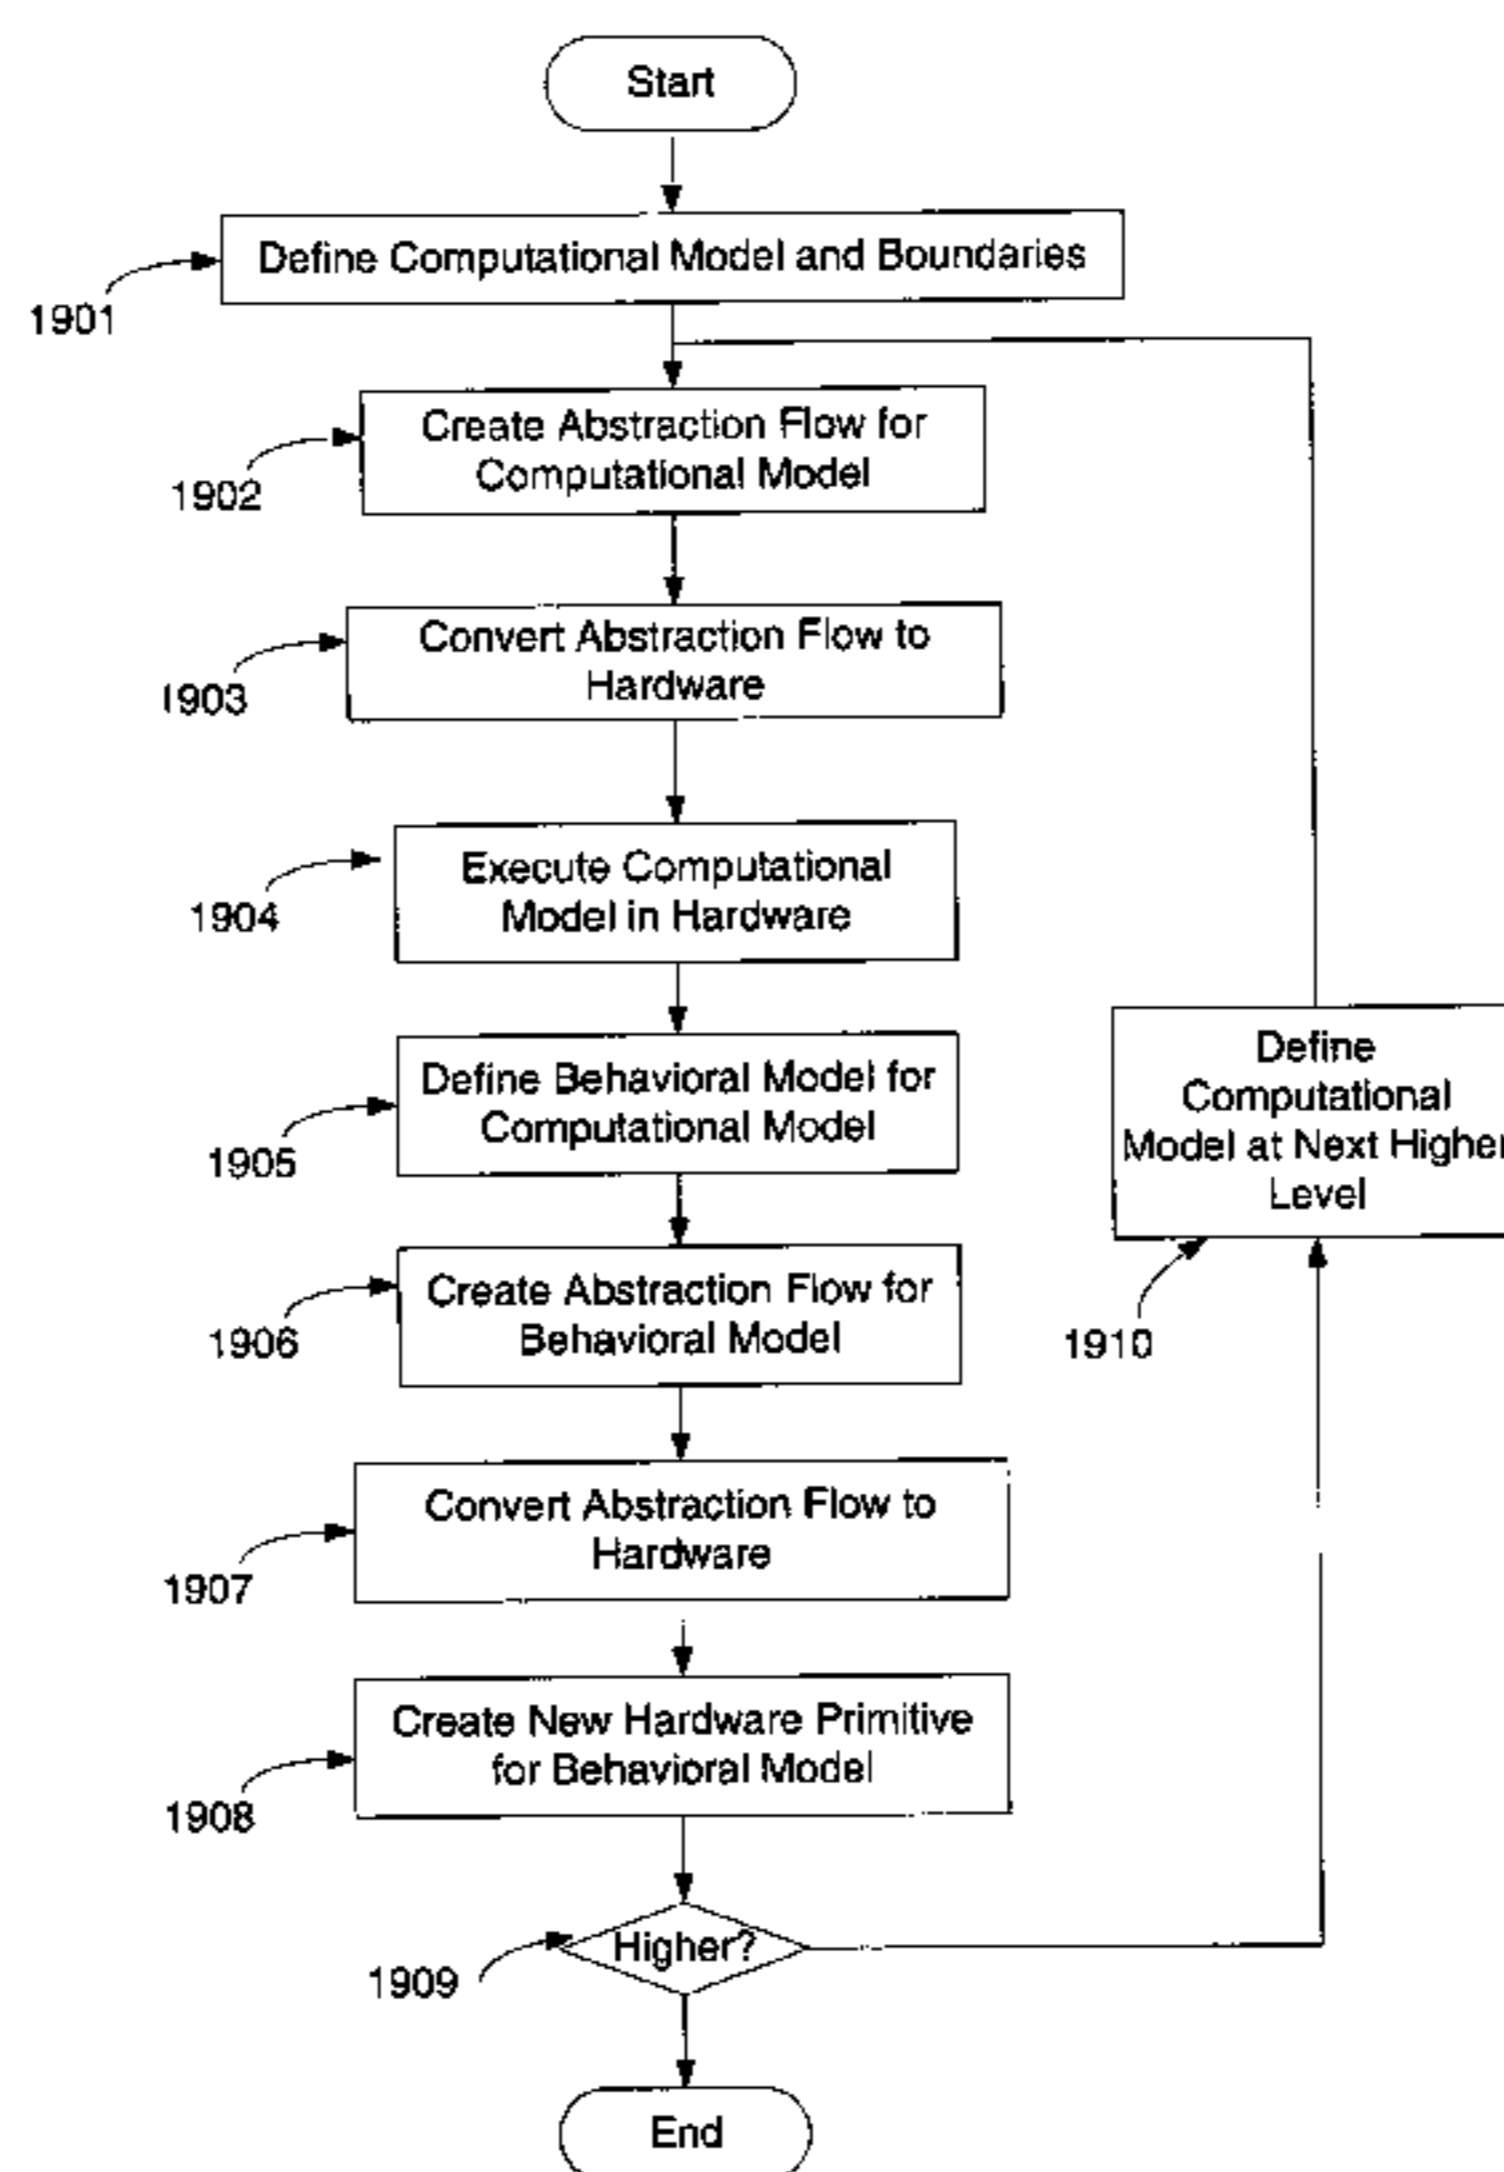 Start
Define Computational Model and Boundaries
1901
Create Abstraction Flow for
Computational Model
1902
Convert Abstraction Flow to
Hardware
1903
Execute Computational
Model in Hardware
1904
Define Behavioral Model for
Computational Model
1905
Define
Computational
Model at Next Higher
Level
1910
Create Abstraction Flow for
Behavioral Model
1906
Convert Abstraction Flow to
Hardware
1907
Create New Hardware Primitive
for Behavioral Model
1908
Higher?
1909
End